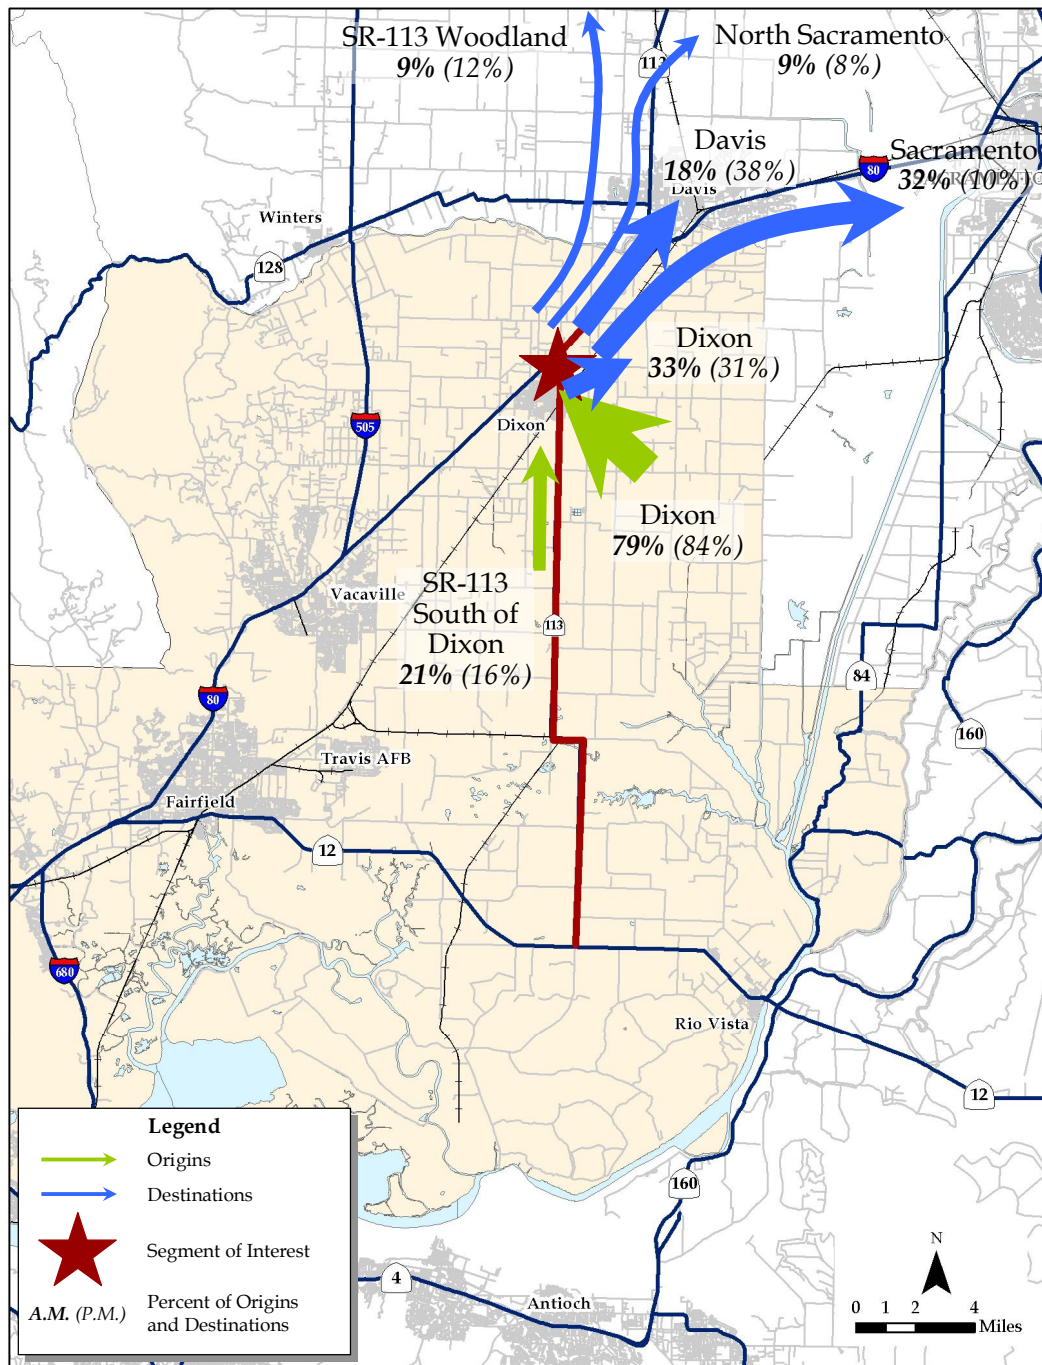 SR-113 Woodland
9% (12%)
North Sacramento
9% (8%)
113
Davis
18% (38%)
Davis
80
Sacramento
32% (10%)
Winters
128
Dixon
33% (31%)
505
Dixon
Dixon
79% (84%)
SR-113
South of
Dixon
21% (16%)
Vacaville
113
84
80
160
Travis AFB
Fairfield
12
680
Rio Vista
12
160
4
Antioch
Legend
Origins
Destinations
Segment of Interest
A.M. (P.M.)
Percent of Origins
and Destinations
N
0 1 2 4
Miles